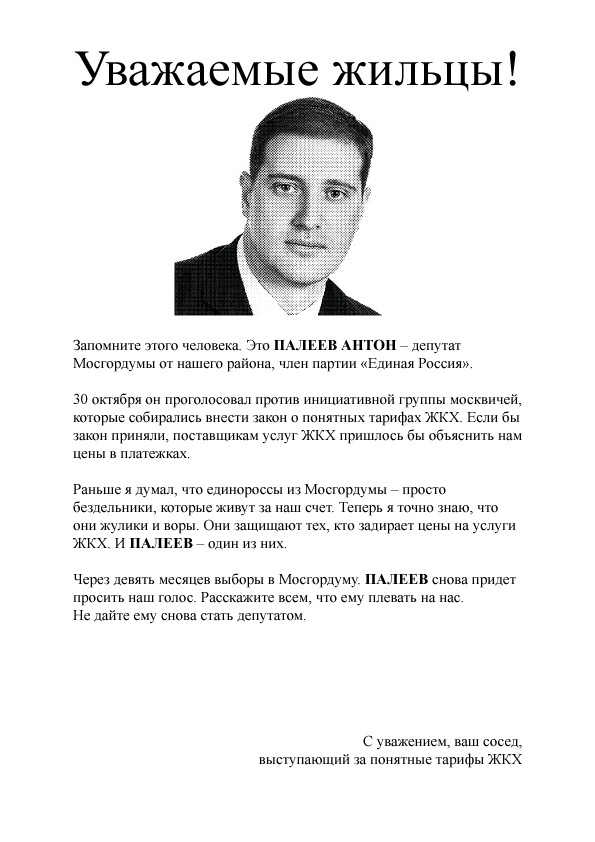 Уважаемые жильцы!
Запомните этого человека. Это ПАЛЕЕВ АНТОН – депутат
Мосгордумы от нашего района, член партии «Единая Россия».
30 октября он проголосовал против инициативной группы москвичей,
которые собирались внести закон о понятных тарифах ЖКХ. Если бы
закон приняли, поставщикам услуг ЖКХ пришлось бы объяснить нам
цены в платежках.
Раньше я думал, что единороссы из Мосгордумы – просто
бездельники, которые живут за наш счет. Теперь я точно знаю, что
они жулики и воры. Они защищают тех, кто задирает цены на услуги
ЖКХ. И ПАЛЕЕВ – один из них.
Через девять месяцев выборы в Мосгордуму. ПАЛЕЕВ снова придет
просить наш голос. Расскажите всем, что ему плевать на нас.
Не дайте ему снова стать депутатом.
С уважением, ваш сосед,
выступающий за понятные тарифы ЖКХ